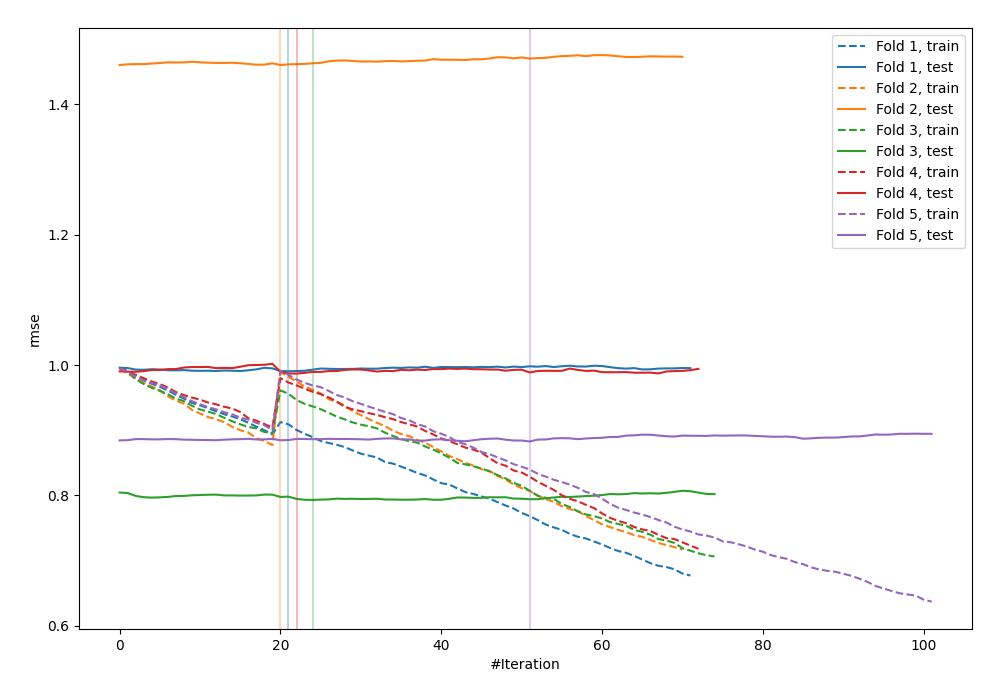 1.4
1.2
1.0
0.8
0.6
rmse
0
20
40
60
80
100
#Iteration
Fold 1, train
Fold 1, test
Fold 2, train
Fold 2, test
Fold 3, train
Fold 3, test
Fold 4, train
Fold 4, test
Fold 5, train
Fold 5, test